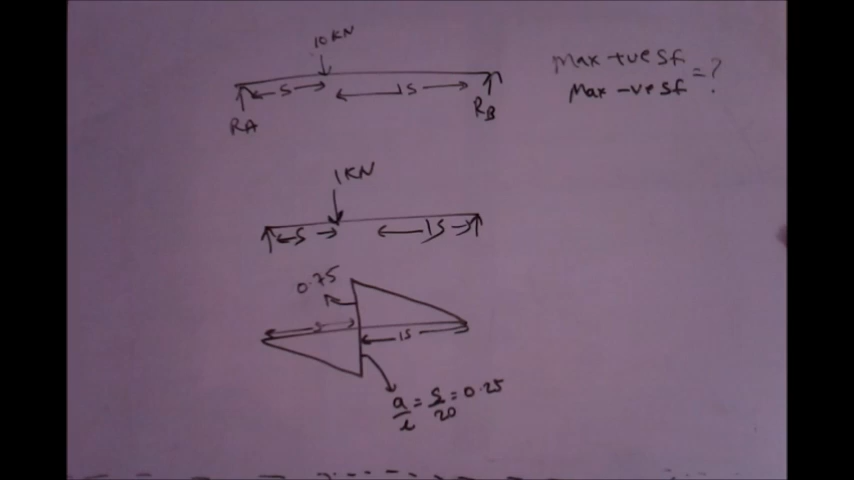 10KN
Max +ve Sf
Max -ve Sf = ?
5
15
RA
RB
1KN
5
15
0.75
5
15
a/l = 5/20 = 0.25